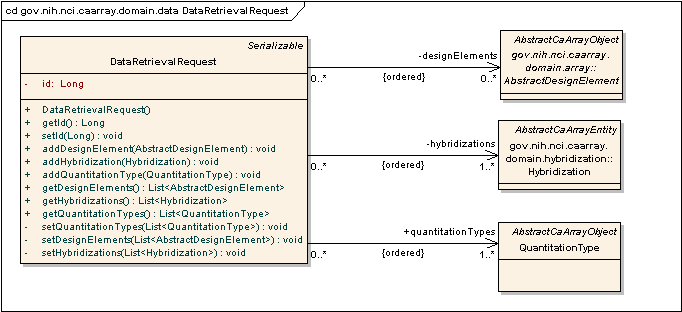 cd gov.nih.nci.caarray.domain.data DataRetrievalRequest
Serializable
DataRetrievalRequest
- id: Long
+ DataRetrievalRequest()
+ getId() : Long
+ setId(Long) : void
+ addDesignElement(AbstractDesignElement) : void
+ addHybridization(Hybridization) : void
+ addQuantitationType(QuantitationType) : void
+ getDesignElements() : List<AbstractDesignElement>
+ getHybridizations() : List<Hybridization>
+ getQuantitationTypes() : List<QuantitationType>
- setQuantitationTypes(List<QuantitationType>) : void
- setDesignElements(List<AbstractDesignElement>) : void
- setHybridizations(List<Hybridization>) : void
-designElements
0..* {ordered} 0..*
AbstractCaArrayObject
gov.nih.nci.caarray.
domain.array::
AbstractDesignElement
-hybridizations
0..* {ordered} 1..*
AbstractCaArrayEntity
gov.nih.nci.caarray.
domain.hybridization::
Hybridization
+quantitationTypes
0..* {ordered} 1..*
AbstractCaArrayObject
QuantitationType